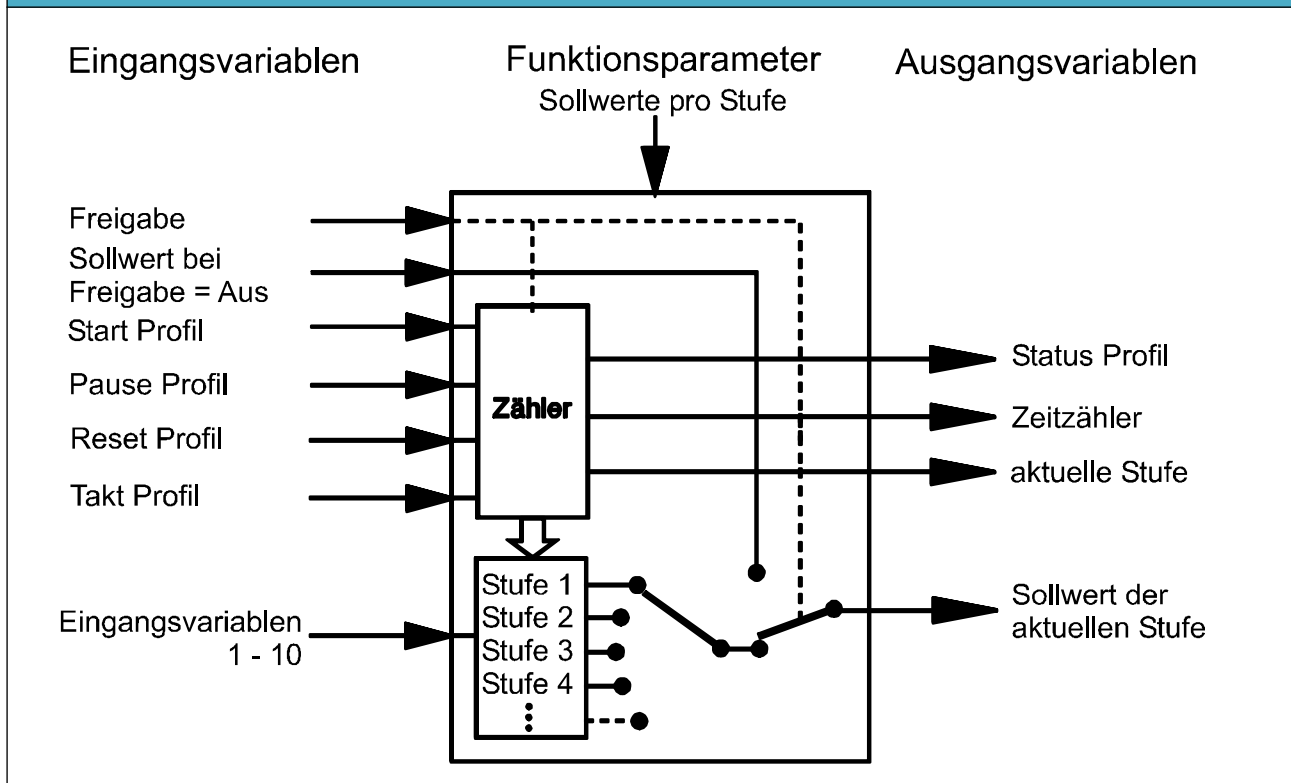 Eingangsvariablen
Funktionsparameter
Sollwerte pro Stufe
Ausgangsvariablen
Freigabe
Sollwert bei
Freigabe = Aus
Start Profil
Pause Profil
Reset Profil
Takt Profil
Eingangsvariablen
1 - 10
Zähler
Stufe 1
Stufe 2
Stufe 3
Stufe 4
Status Profil
Zeitzähler
aktuelle Stufe
Sollwert der
aktuellen Stufe